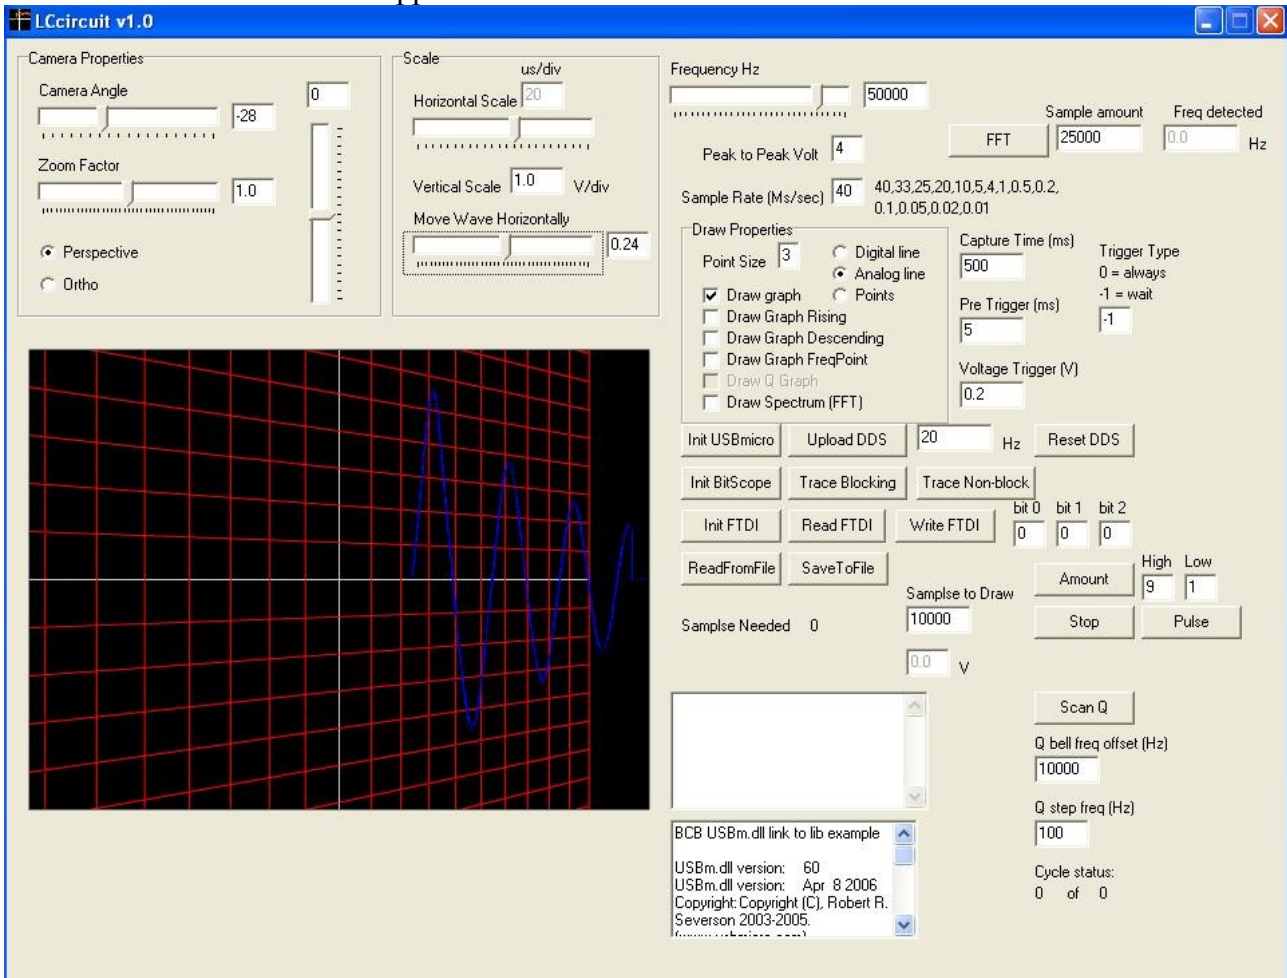 LCcircuit v1.0
Camera Properties
Camera Angle
-28
0
Zoom Factor
1.0
Perspective
Ortho
Scale
us/div
Horizontal Scale 20
Vertical Scale 1.0 V/div
Move Wave Horizontally
0.24
Frequency Hz
50000
Peak to Peak Volt 4
Sample Rate (Ms/sec) 40 40,33,25,20,10,5,4,1,0.5,0.2,
0.1,0.05,0.02,0.01
FFT
Sample amount
25000
Freq detected
0.0 Hz
Draw Properties
Point Size 3
Digital line
Analog line
Points
Draw graph
Draw Graph Rising
Draw Graph Descending
Draw Graph FreqPoint
Draw Q Graph
Draw Spectrum (FFT)
Capture Time (ms)
500
Pre Trigger (ms)
5
Voltage Trigger (V)
0.2
Trigger Type
0 = always
-1 = wait
-1
Init USBmicro Upload DDS 20 Hz Reset DDS
Init BitScope Trace Blocking Trace Non-block
Init FTDI Read FTDI Write FTDI
bit 0 bit 1 bit 2
0 0 0
ReadFromFile SaveToFile
Amount
High Low
9 1
Samplse Needed 0
Samplse to Draw
10000
Stop Pulse
0.0 V
Scan Q
Q bell freq offset (Hz)
10000
Q step freq (Hz)
100
Cycle status:
0 of 0
BCB USBm.dll link to lib example
USBm.dll version: 60
USBm.dll version: Apr 8 2006
Copyright: Copyright (C), Robert R.
Severson 2003-2005.